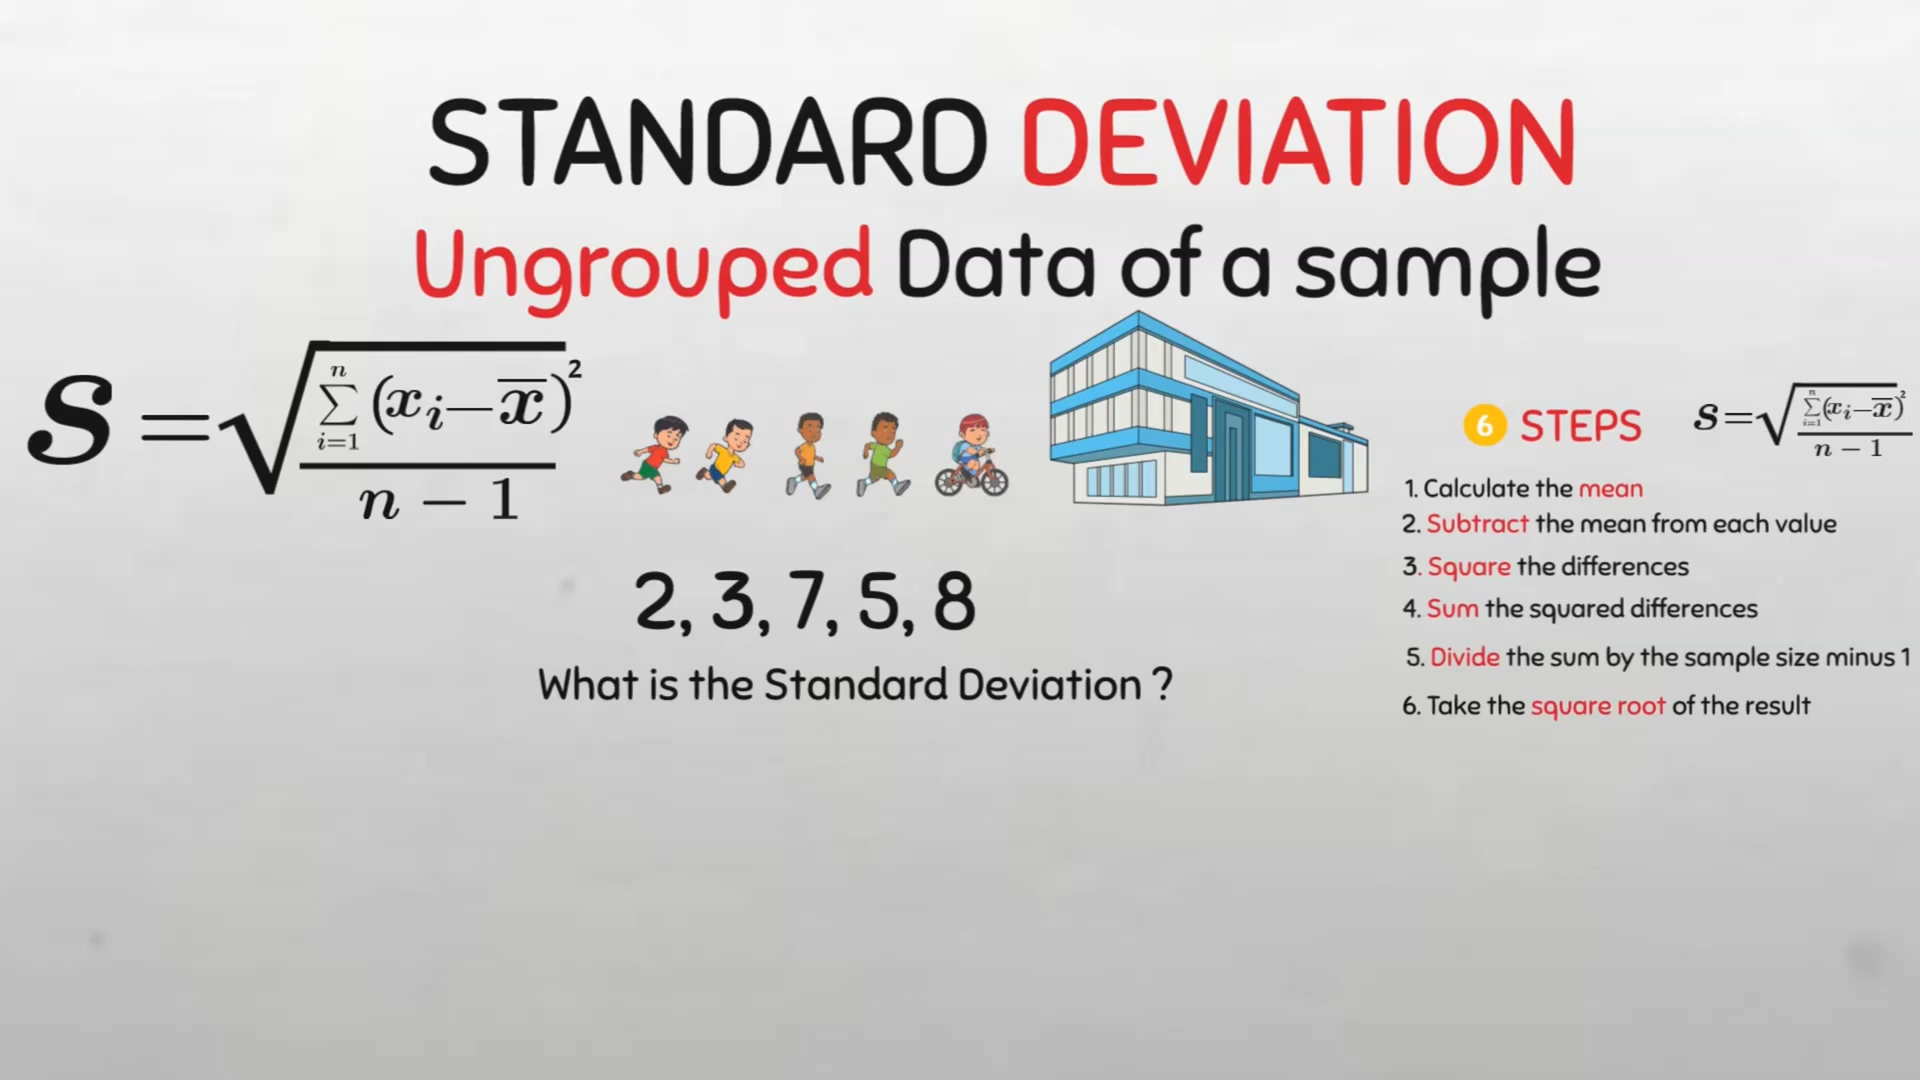 STANDARD DEVIATION
Ungrouped Data of a sample
S = √ n ∑ i=1 (xi − x̅)²
n − 1
2, 3, 7, 5, 8
What is the Standard Deviation ?
6 STEPS
S = √ n ∑ i=1 (xi − x̅)²
n − 1
1. Calculate the mean
2. Subtract the mean from each value
3. Square the differences
4. Sum the squared differences
5. Divide the sum by the sample size minus 1
6. Take the square root of the result